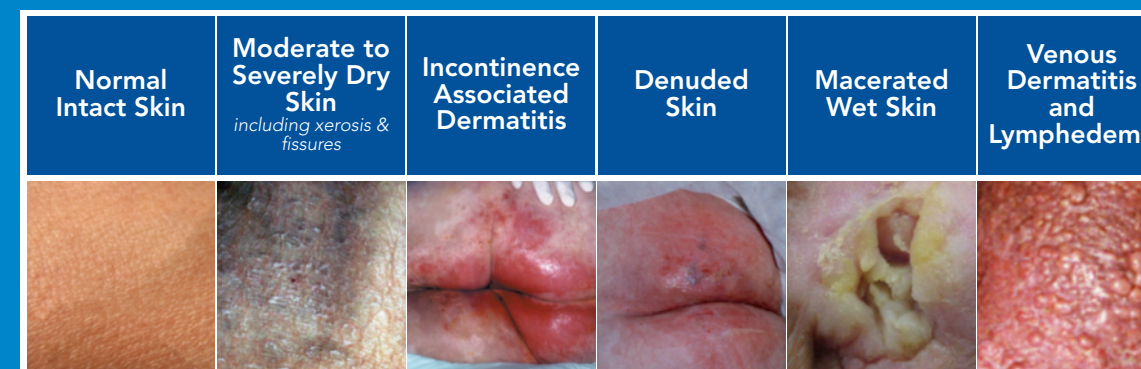 Normal
Intact Skin
Moderate to
Severely Dry
Skin
including xerosis &
fissures
Incontinence
Associated
Dermatitis
Denuded
Skin
Macerated
Wet Skin
Venous
Dermatitis
and
Lymphedem